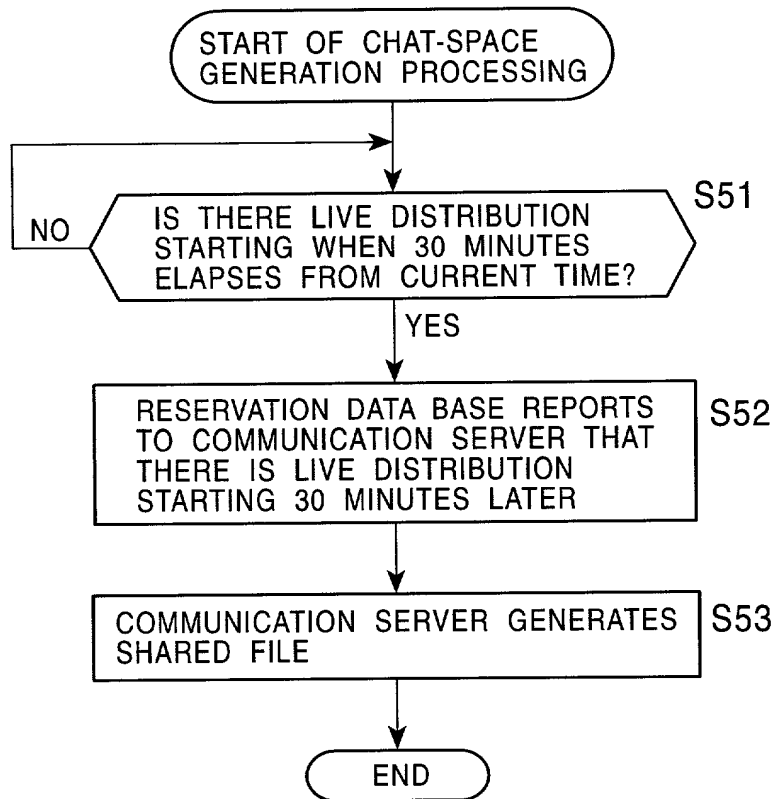 START OF CHAT-SPACE
GENERATION PROCESSING
S51
IS THERE LIVE DISTRIBUTION
STARTING WHEN 30 MINUTES
ELAPSES FROM CURRENT TIME?
NO
YES
S52
RESERVATION DATA BASE REPORTS
TO COMMUNICATION SERVER THAT
THERE IS LIVE DISTRIBUTION
STARTING 30 MINUTES LATER
S53
COMMUNICATION SERVER GENERATES
SHARED FILE
END